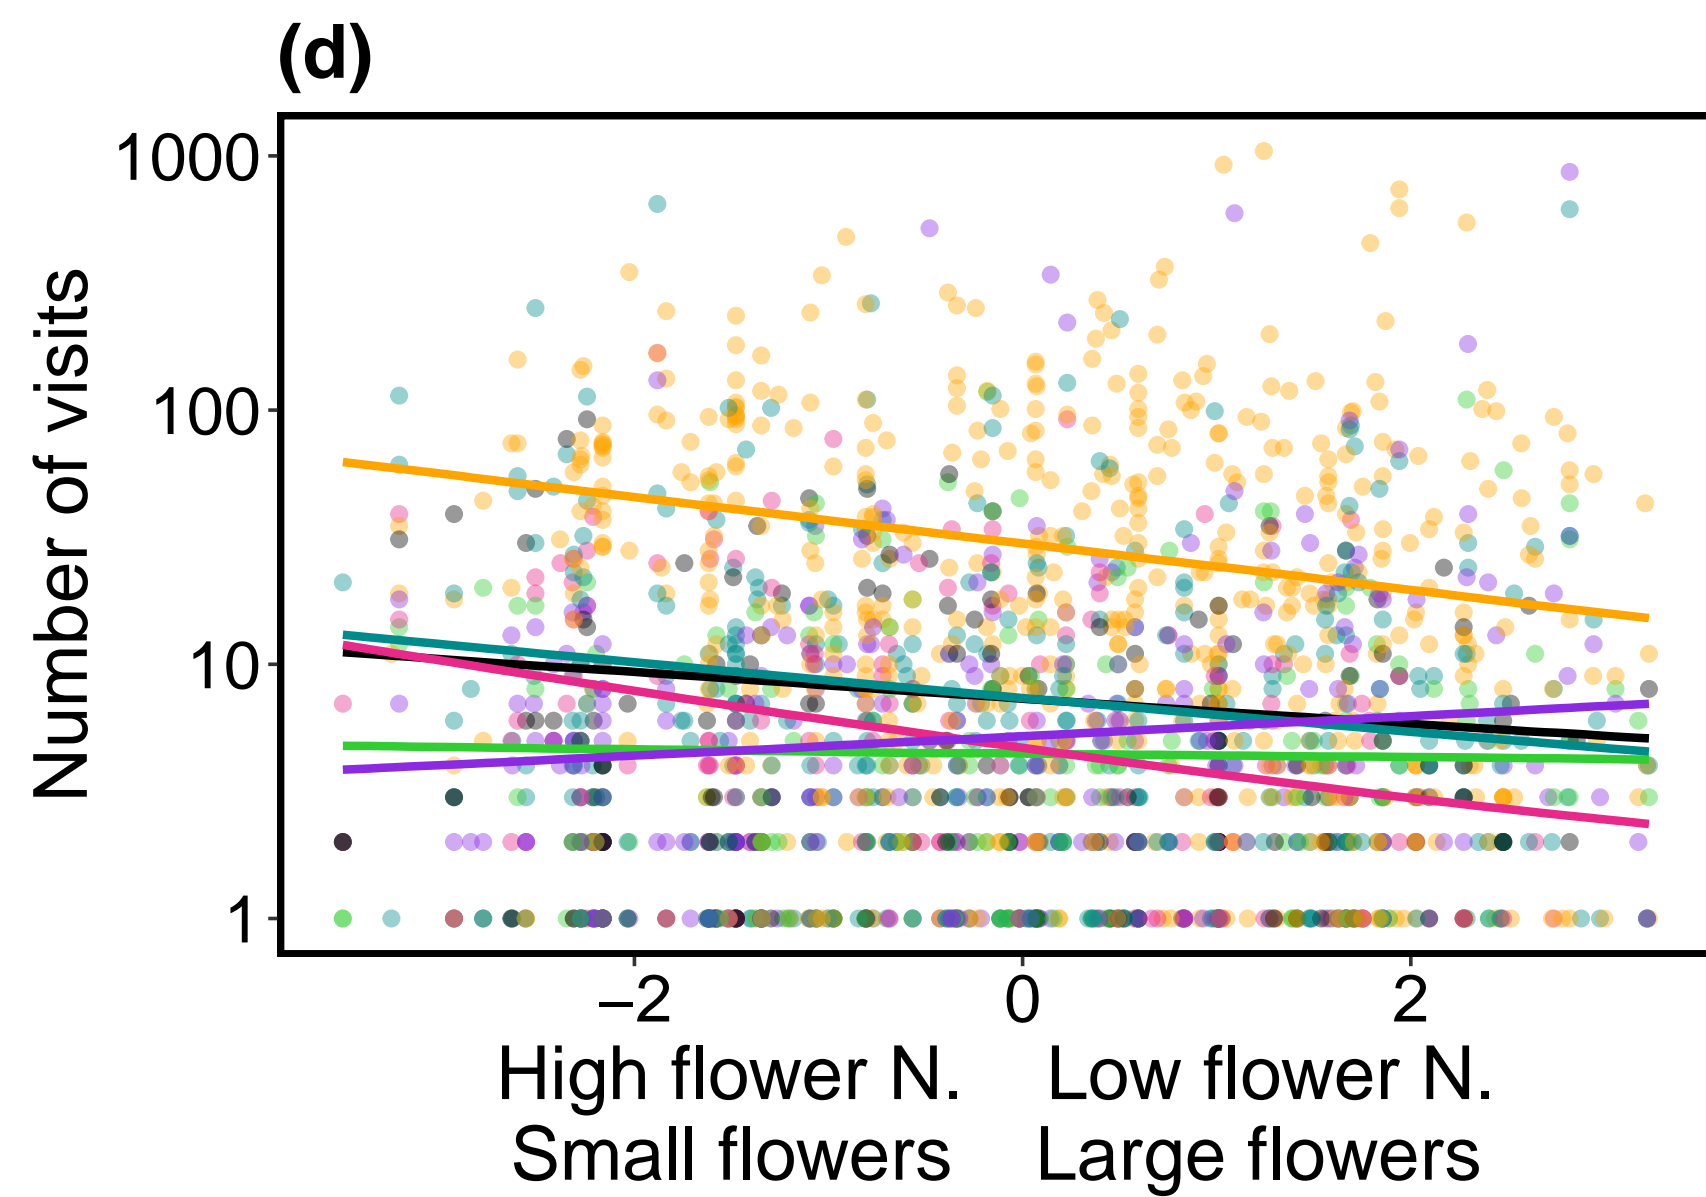 (d)
1000
100
10
1
Number of visits
−2
0
2
High flower N.
Low flower N.
Small flowers
Large flowers